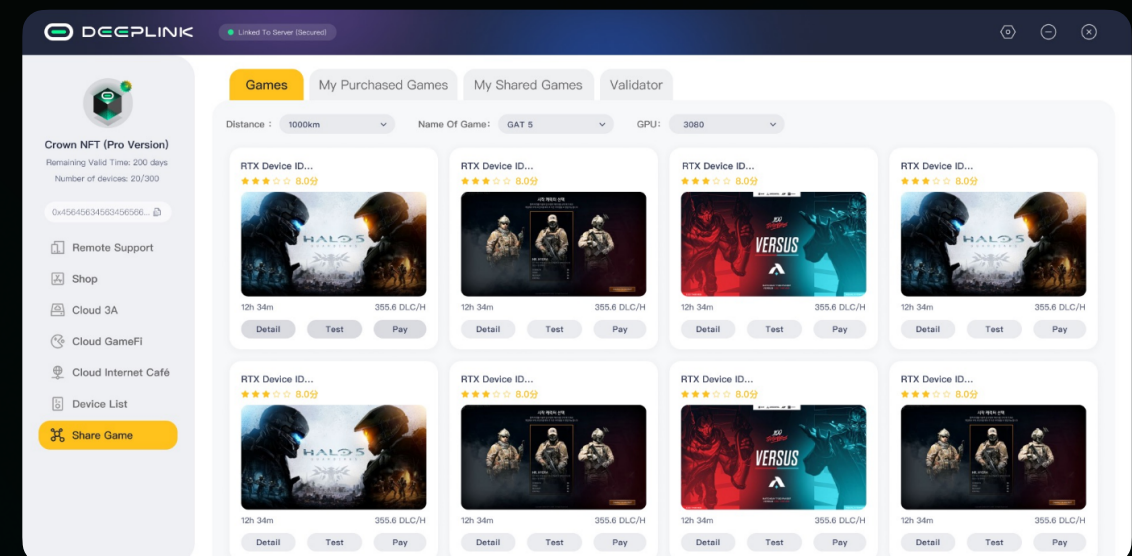 DEEPLINK
Linked To Server (Secured)
Crown NFT (Pro Version)
Remaining Valid Time: 200 days
Number of devices: 20/300
0x45645634563456566...
Remote Support
Shop
Cloud 3A
Cloud GameFi
Cloud Internet Café
Device List
Share Game
Games My Purchased Games My Shared Games Validator
Distance : 1000km Name Of Game: GAT 5 GPU: 3080
RTX Device ID... RTX Device ID... RTX Device ID... RTX Device ID...
8.0分 8.0分 8.0分 8.0分
HALO 5 VERSUS HALO 5
12h 34m 355.6 DLC/H 12h 34m 355.6 DLC/H 12h 34m 355.6 DLC/H 12h 34m 355.6 DLC/H
Detail Test Pay Detail Test Pay Detail Test Pay Detail Test Pay
RTX Device ID... RTX Device ID... RTX Device ID... RTX Device ID...
8.0分 8.0分 8.0分 8.0分
HALO 5 VERSUS
12h 34m 355.6 DLC/H 12h 34m 355.6 DLC/H 12h 34m 355.6 DLC/H 12h 34m 355.6 DLC/H
Detail Test Pay Detail Test Pay Detail Test Pay Detail Test Pay